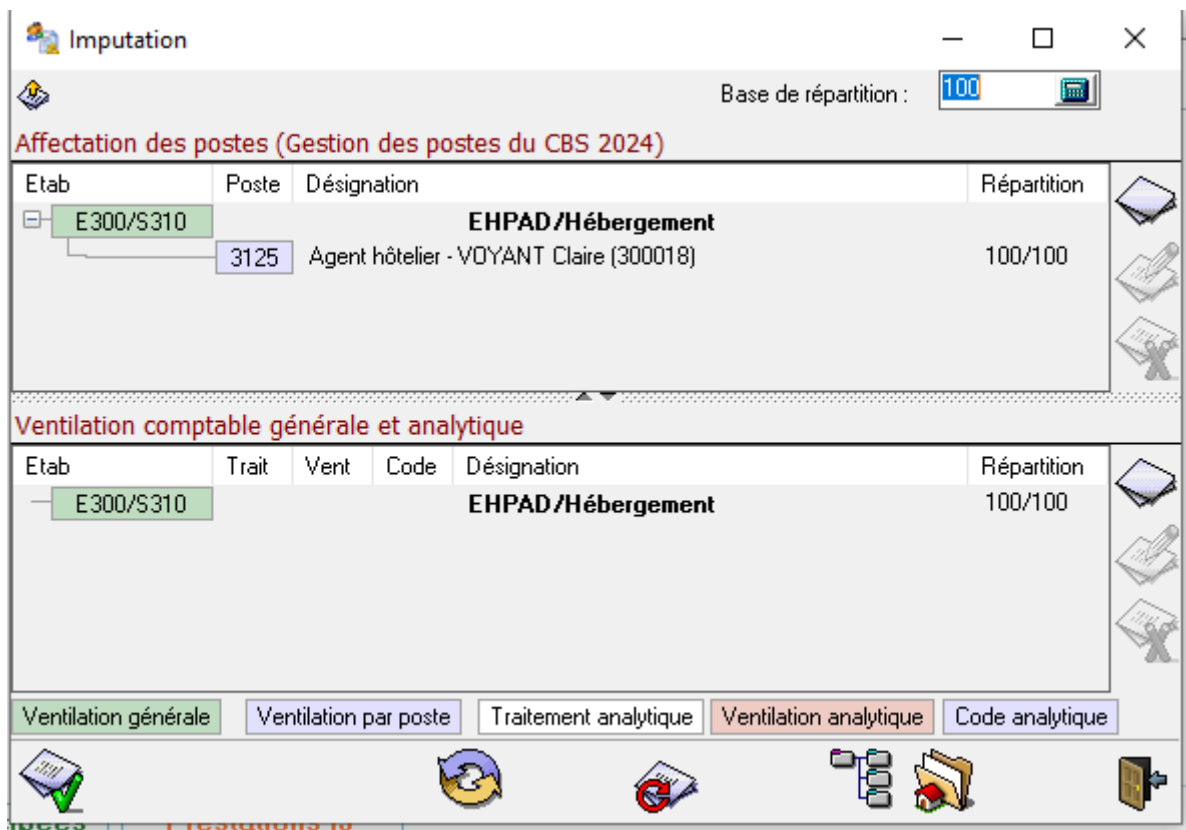 Imputation
Base de répartition : 100
Affectation des postes (Gestion des postes du CBS 2024)
Etab Poste Désignation Répartition
E300/S310 EHPAD/Hébergement
3125 Agent hôtelier - VOYANT Claire (300018) 100/100
Ventilation comptable générale et analytique
Etab Trait Vent Code Désignation Répartition
E300/S310 EHPAD/Hébergement 100/100
Ventilation générale Ventilation par poste Traitement analytique Ventilation analytique Code analytique